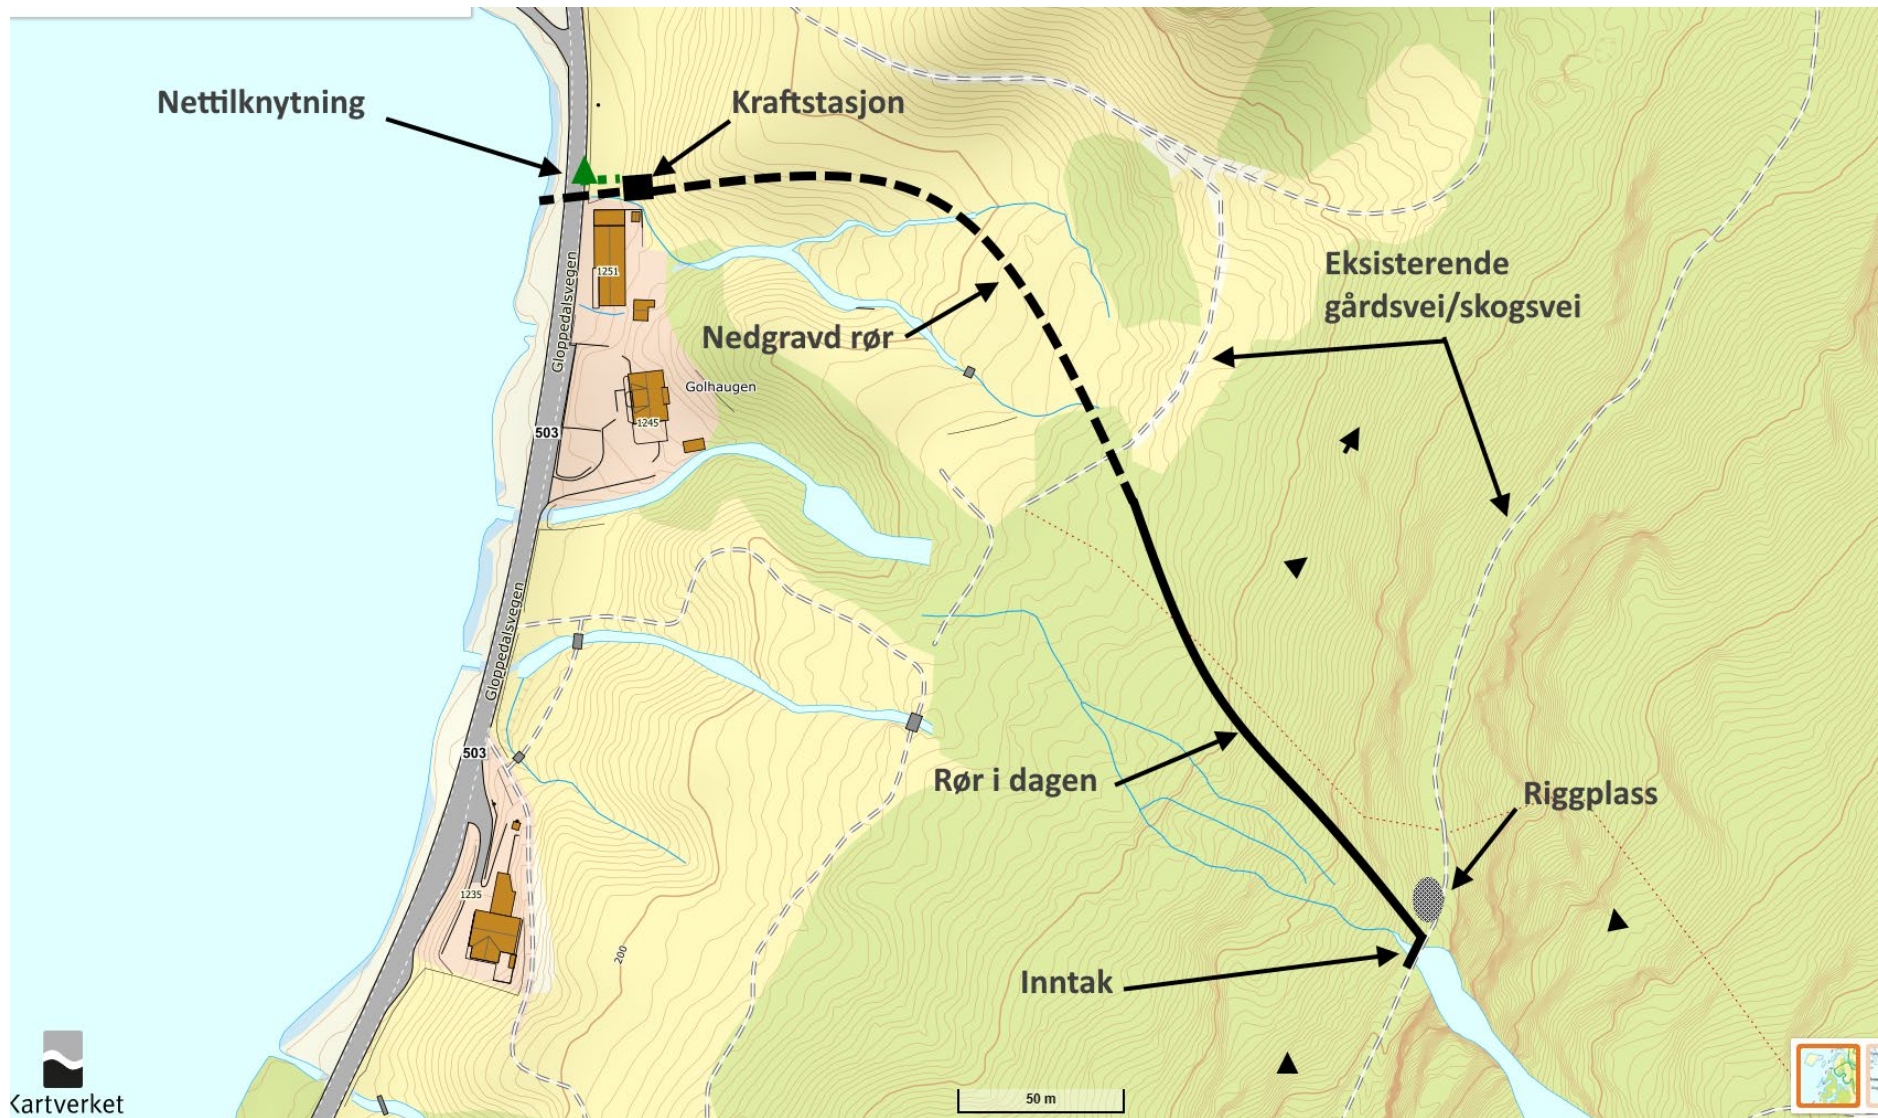 Nettilknytning
Kraftstasjon
Eksisterende
gårdsvei/skogsvei
1251
Gloppedalsvegen
Nedgravd rør
Golhaugen
1245
503
Gloppedalsvegen
503
Rør i dagen
Riggplass
1235
200
Inntak
Kartverket
50 m